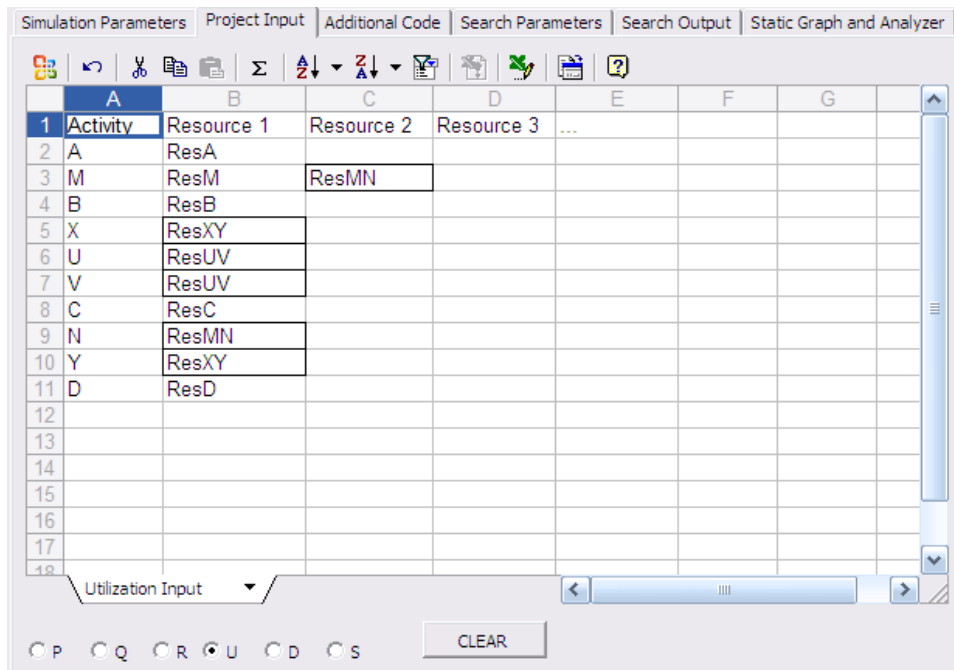 Simulation Parameters Project Input Additional Code Search Parameters Search Output Static Graph and Analyzer
A B C D E F G
1 Activity Resource 1 Resource 2 Resource 3 ...
2 A ResA
3 M ResM ResMN
4 B ResB
5 X ResXY
6 U ResUV
7 V ResUV
8 C ResC
9 N ResMN
10 Y ResXY
11 D ResD
12
13
14
15
16
17
18
Utilization Input
P Q R U D S CLEAR